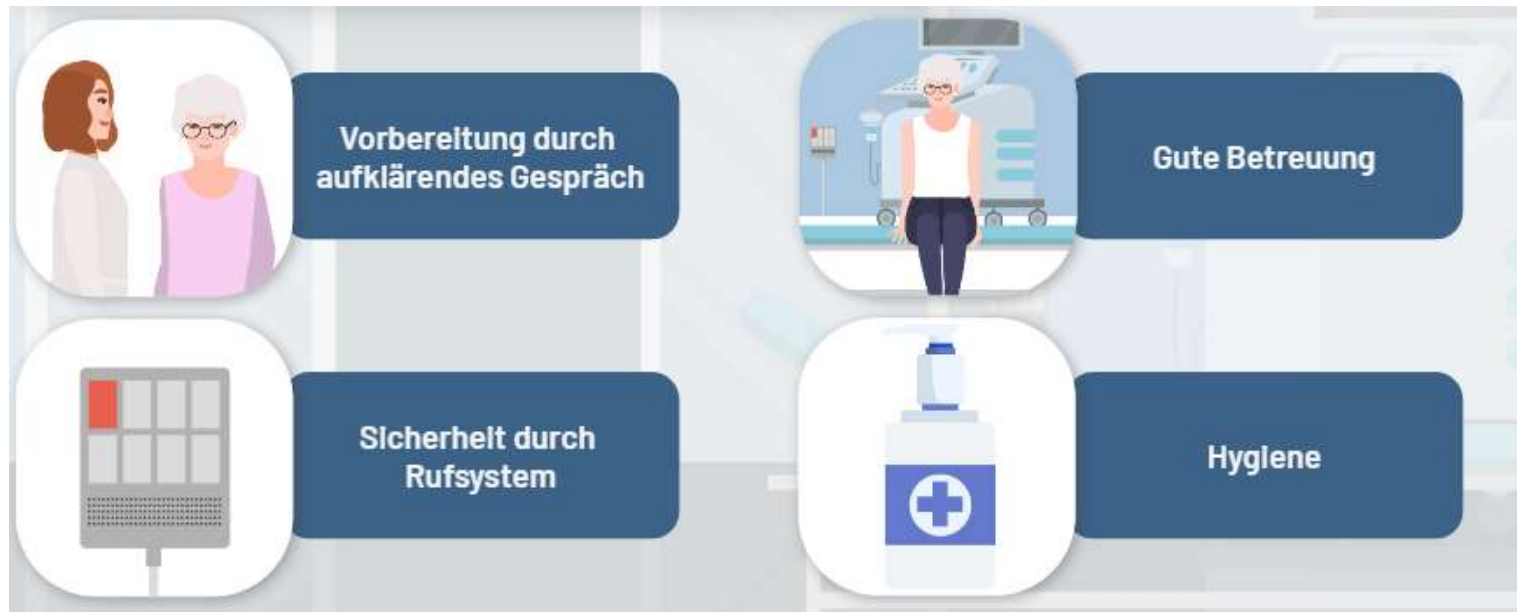 Vorbereitung durch
aufklärendes Gespräch
Gute Betreuung
Sicherheit durch
Rufsystem
Hygiene